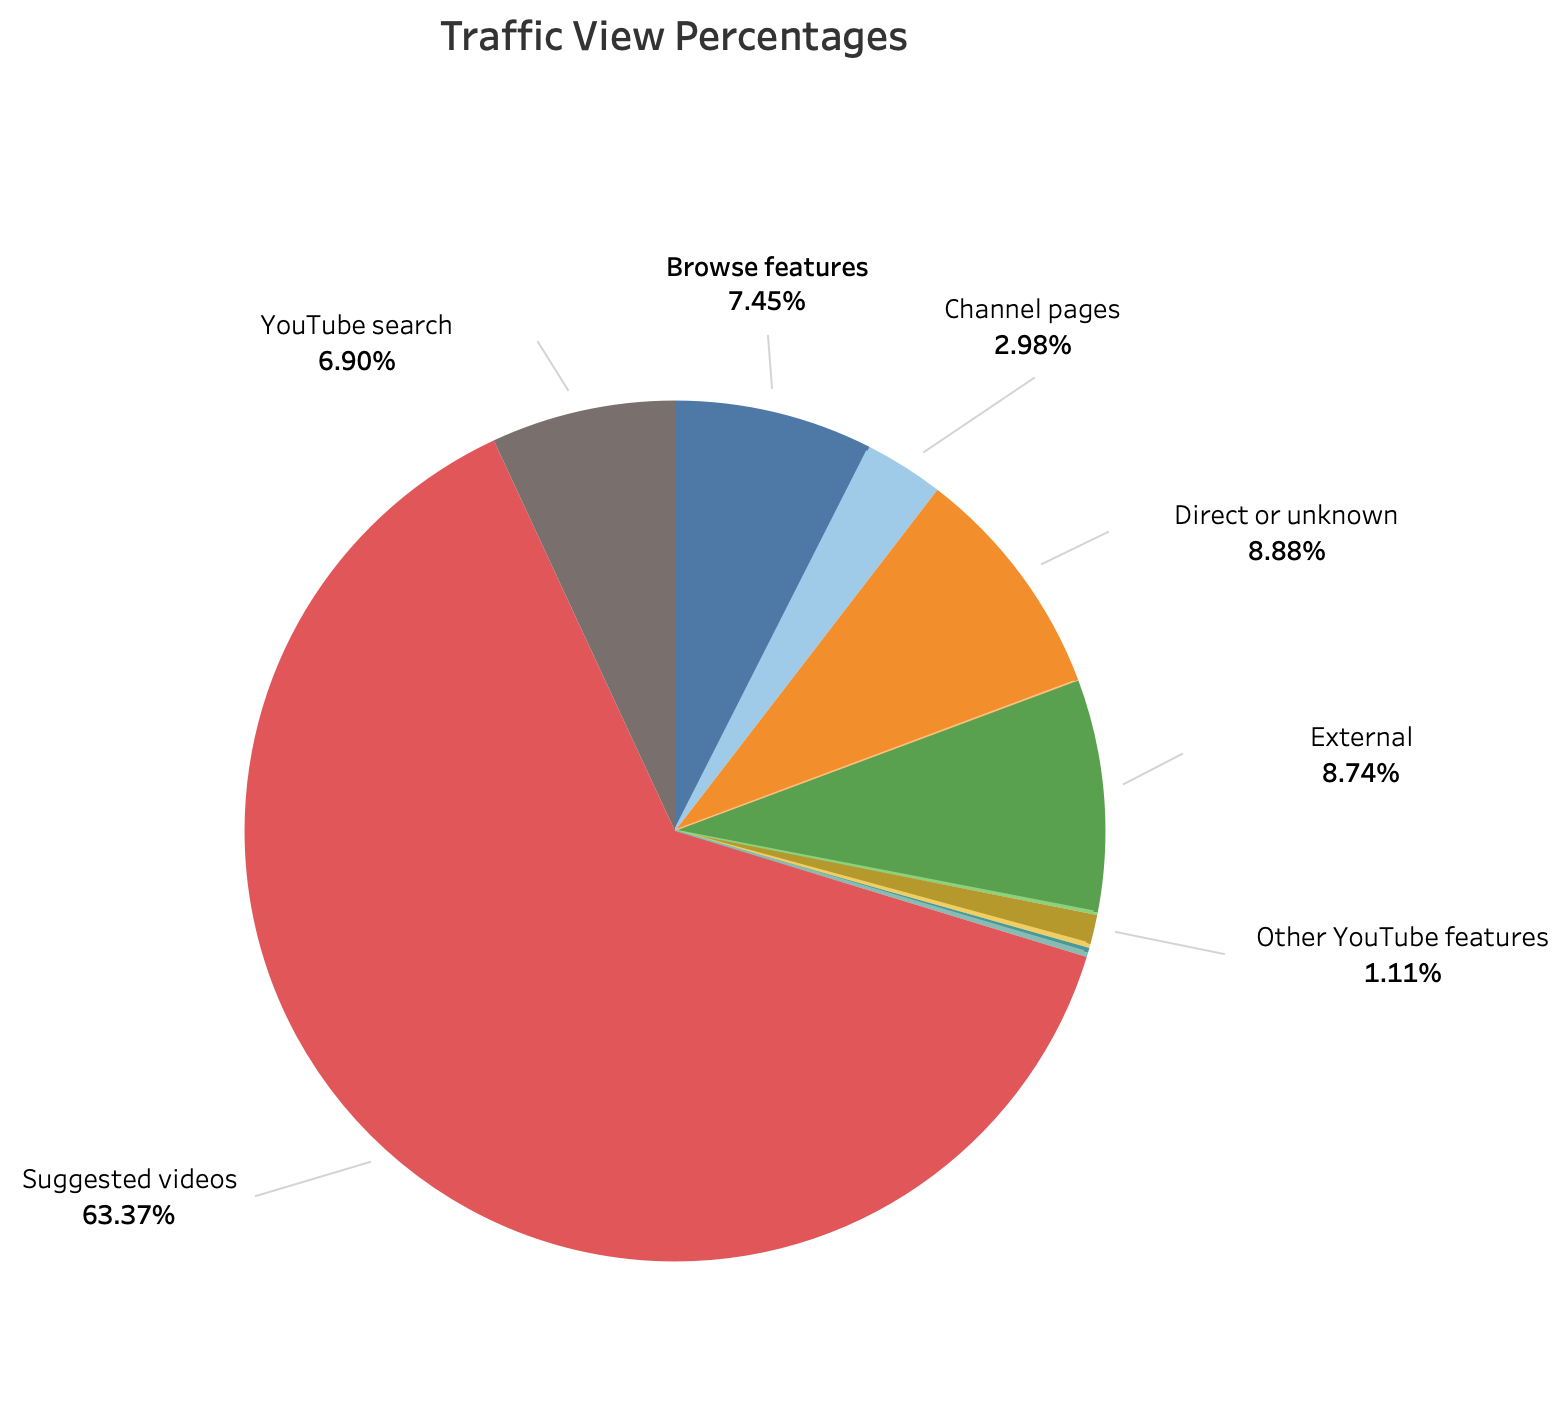 Traffic View Percentages
Browse features
7.45%
Channel pages
2.98%
YouTube search
6.90%
Direct or unknown
8.88%
External
8.74%
Other YouTube features
1.11%
Suggested videos
63.37%